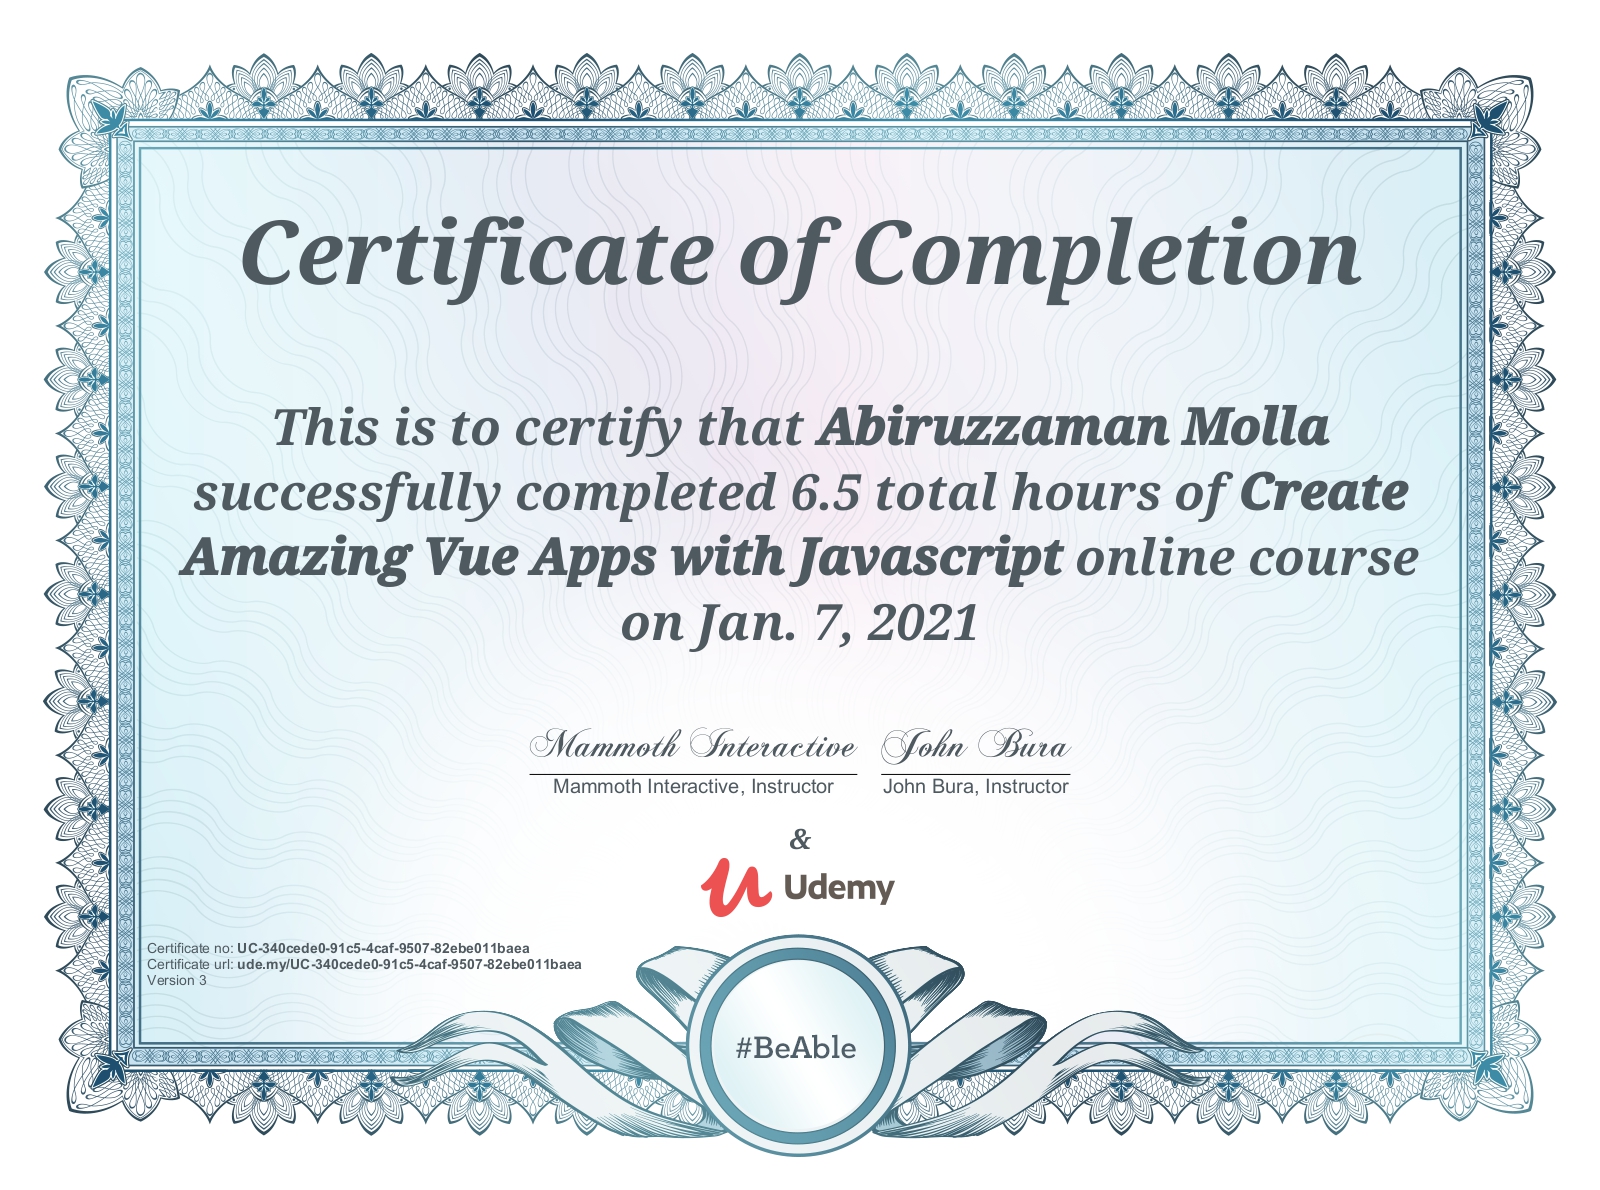 Certificate of Completion
This is to certify that Abiruzzaman Molla
successfully completed 6.5 total hours of Create
Amazing Vue Apps with Javascript online course
on Jan. 7, 2021
Mammoth Interactive John Bura
Mammoth Interactive, Instructor John Bura, Instructor
&
Udemy
Certificate no: UC-340cede0-91c5-4caf-9507-82ebe011baea
Certificate url: ude.my/UC-340cede0-91c5-4caf-9507-82ebe011baea
Version 3
#BeAble